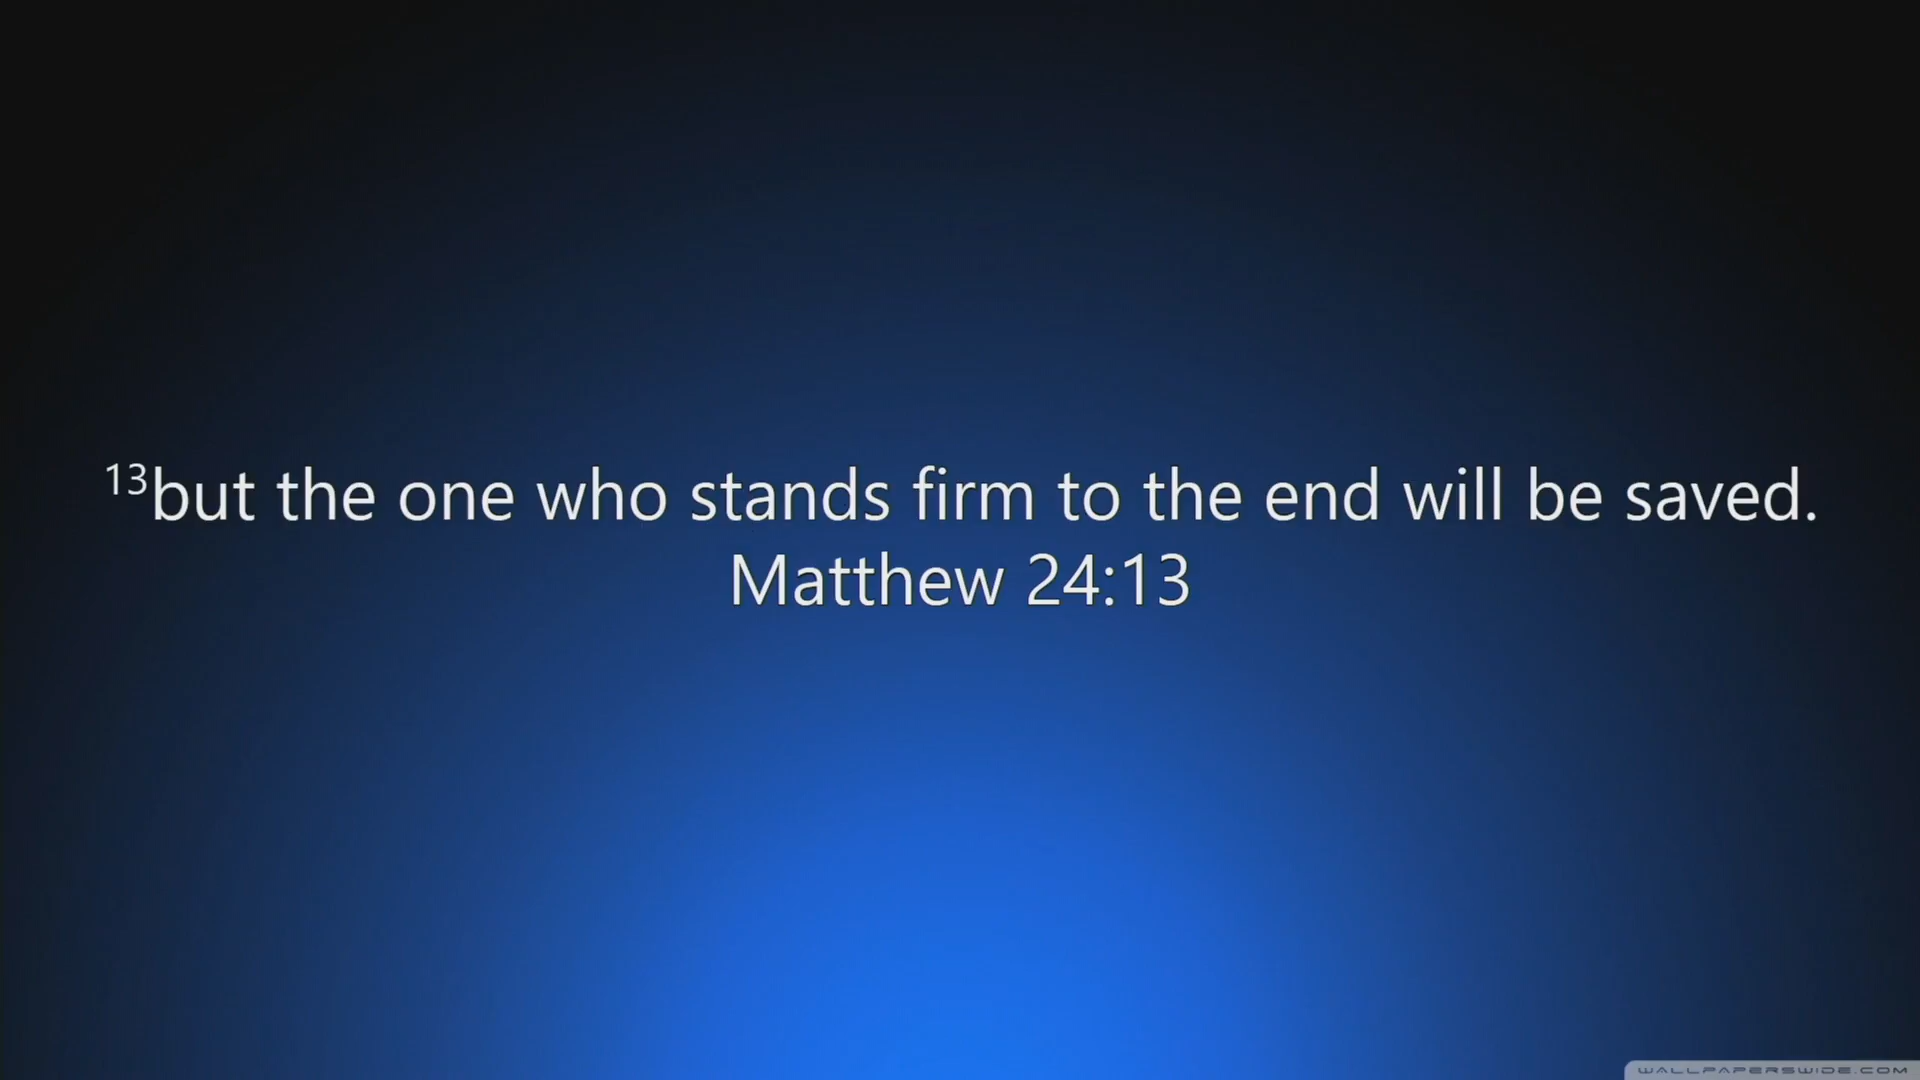 13but the one who stands firm to the end will be saved.
Matthew 24:13
WALLPAPERSWIDE.COM